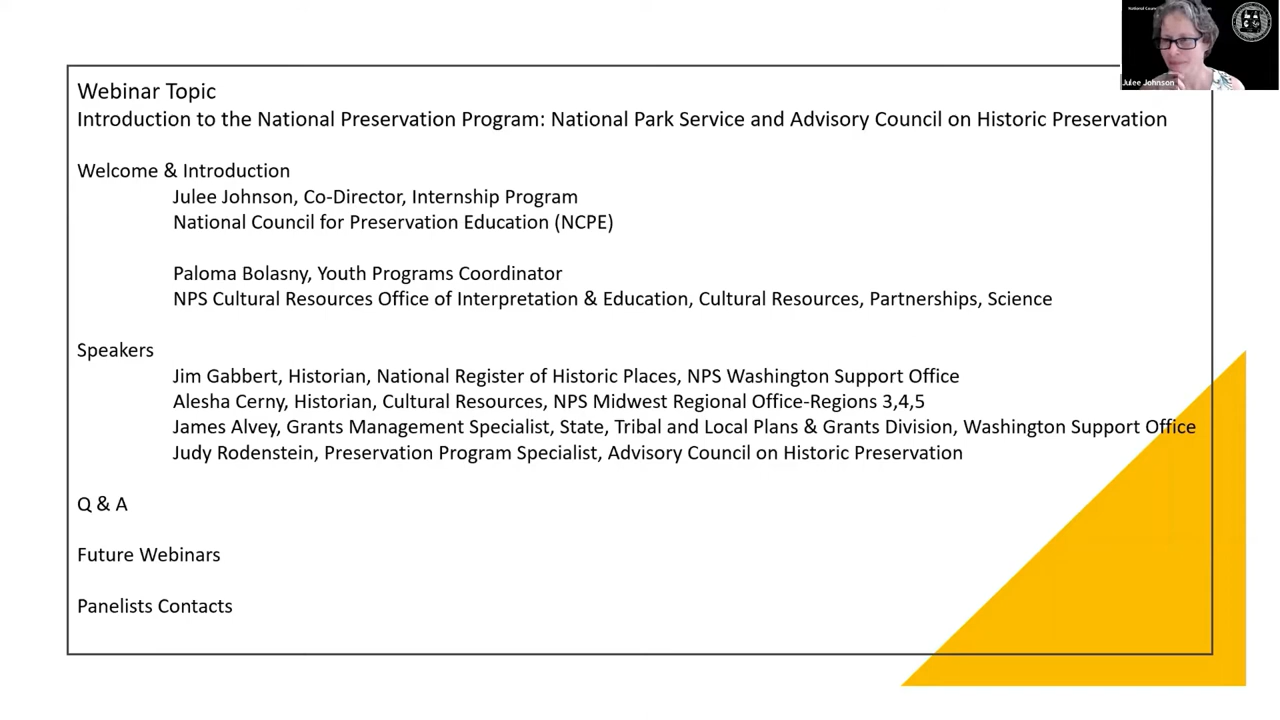 Webinar Topic
Introduction to the National Preservation Program: National Park Service and Advisory Council on Historic Preservation
Welcome & Introduction
Julee Johnson, Co-Director, Internship Program
National Council for Preservation Education (NCPE)
Paloma Bolasny, Youth Programs Coordinator
NPS Cultural Resources Office of Interpretation & Education, Cultural Resources, Partnerships, Science
Speakers
Jim Gabbert, Historian, National Register of Historic Places, NPS Washington Support Office
Alesha Cerny, Historian, Cultural Resources, NPS Midwest Regional Office-Regions 3,4,5
James Alvey, Grants Management Specialist, State, Tribal and Local Plans & Grants Division, Washington Support Office
Judy Rodenstein, Preservation Program Specialist, Advisory Council on Historic Preservation
Q & A
Future Webinars
Panelists Contacts
National
Julee Johnson